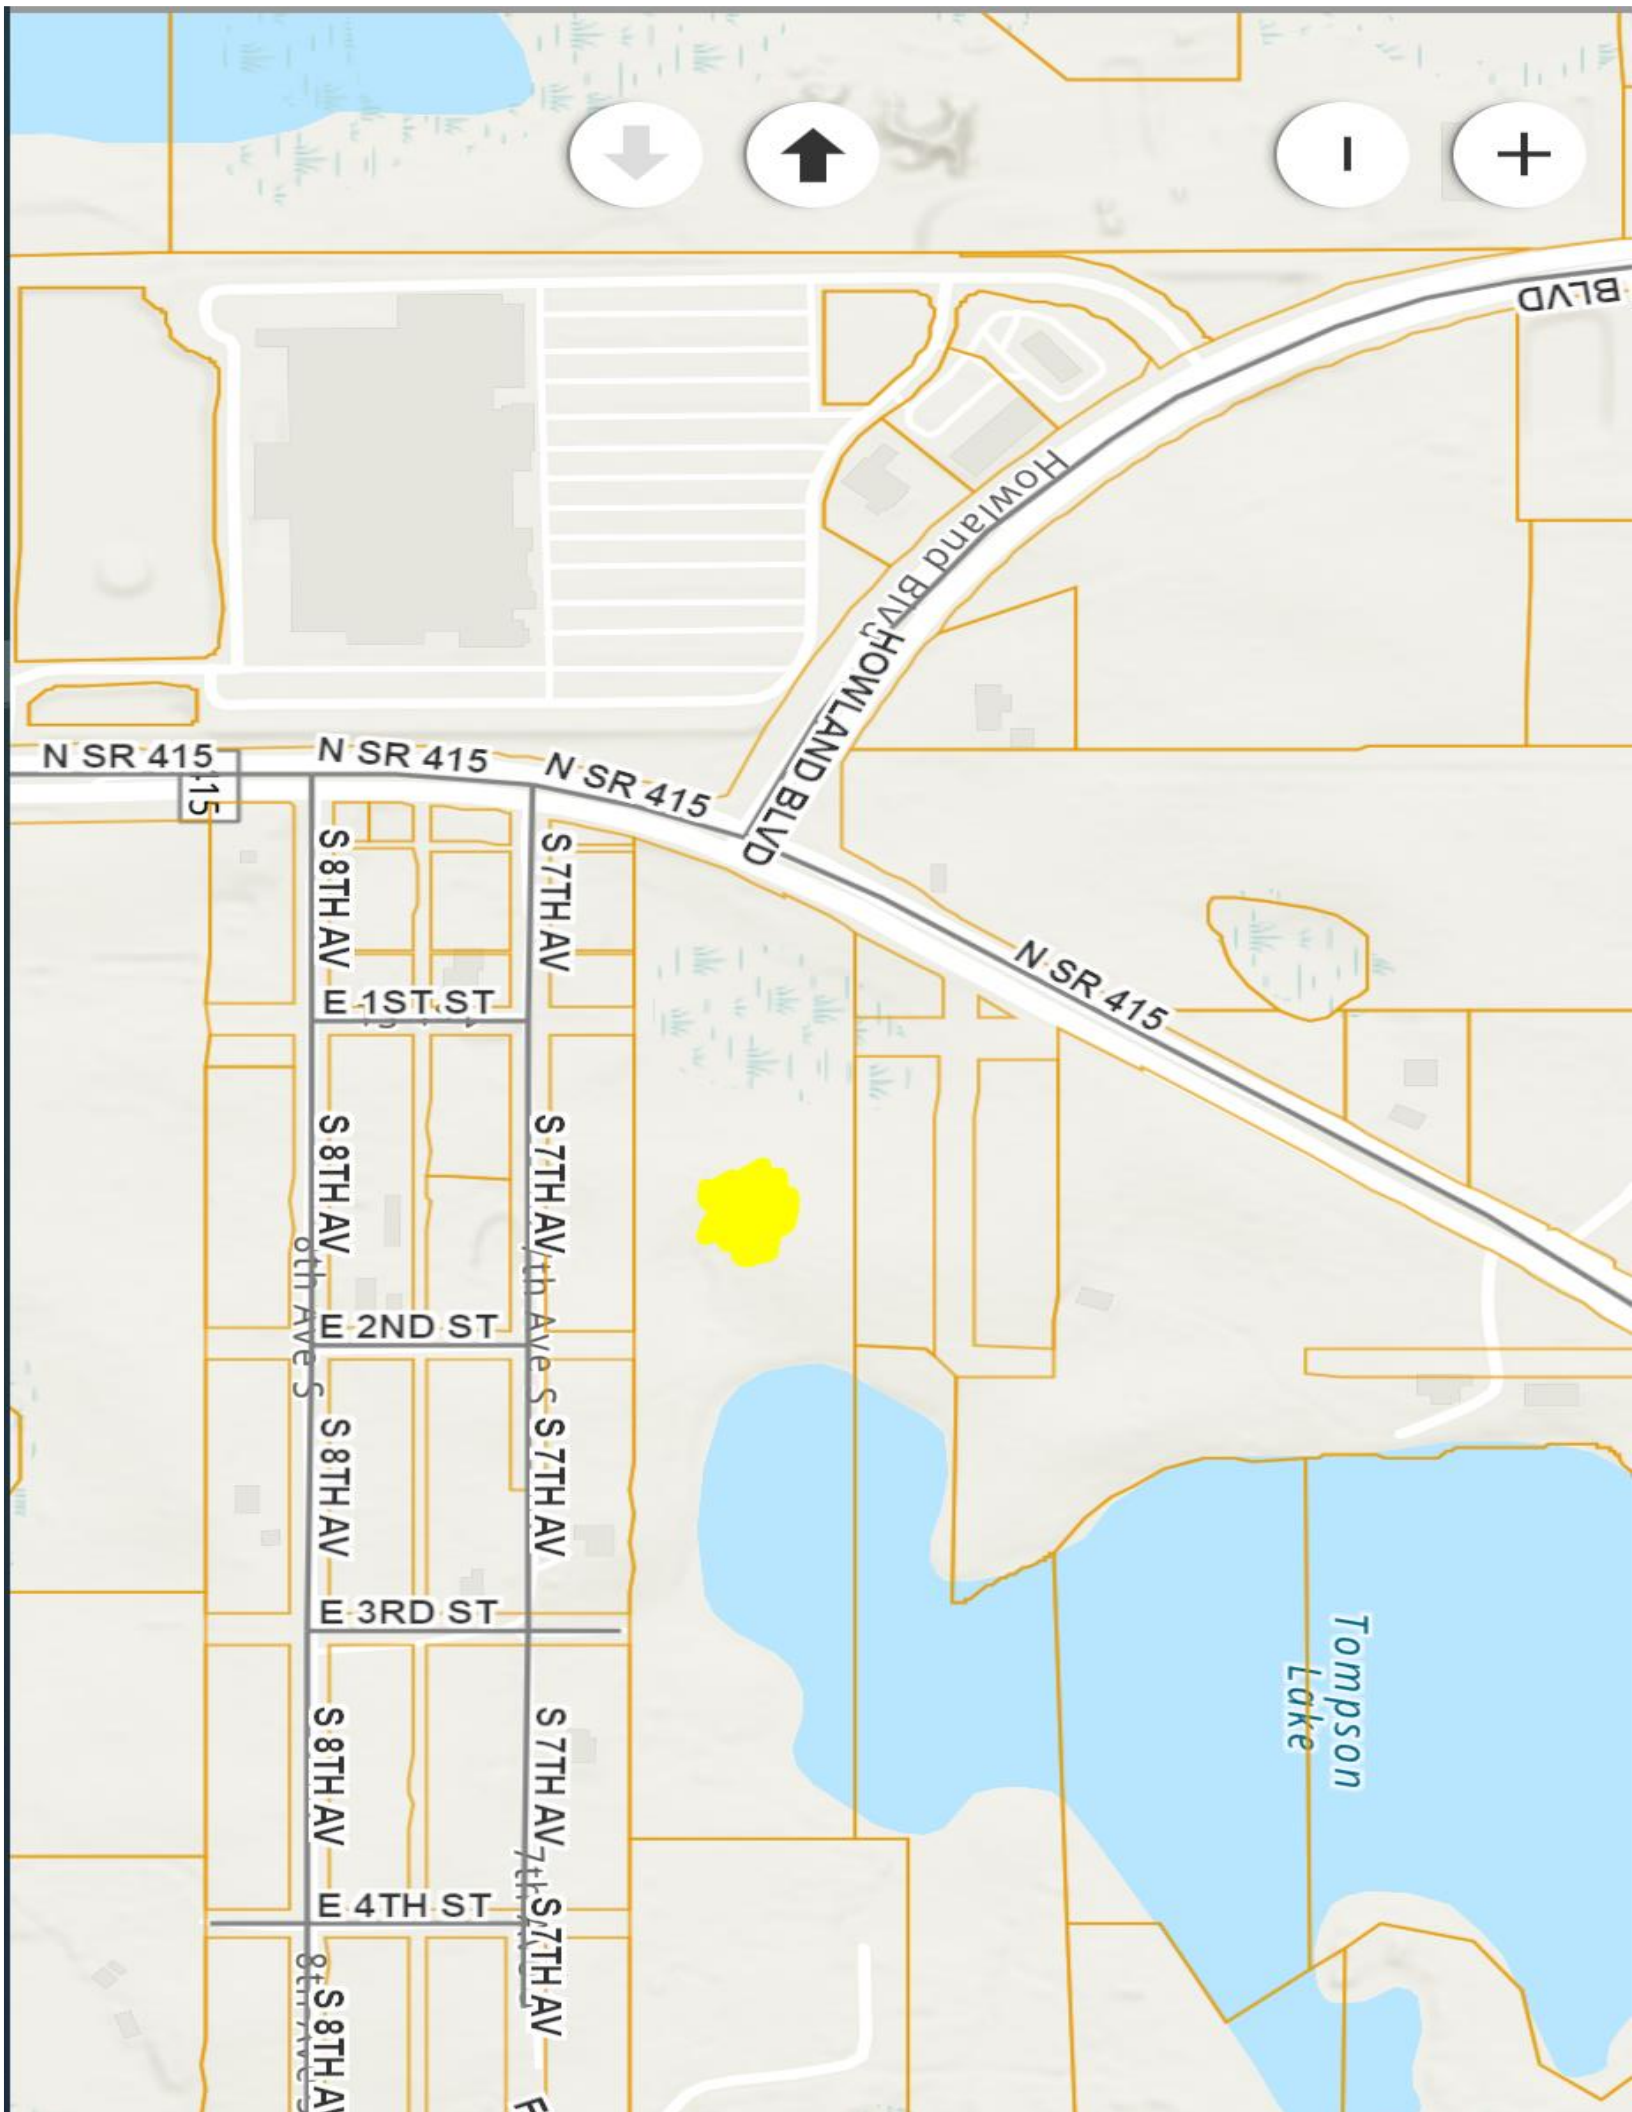 BLVD
Howland Blvd
HOWLAND BLVD
N SR 415
N SR 415
N SR 415
415
S 8TH AV
S 7TH AV
E 1ST ST
N SR 415
S 8TH AV
S 7TH AV
8th Ave S
7th Ave S
E 2ND ST
S 8TH AV
S 7TH AV
E 3RD ST
Tompson
Lake
S 8TH AV
S 7TH AV
E 4TH ST
S 7TH AV
S 8TH AV